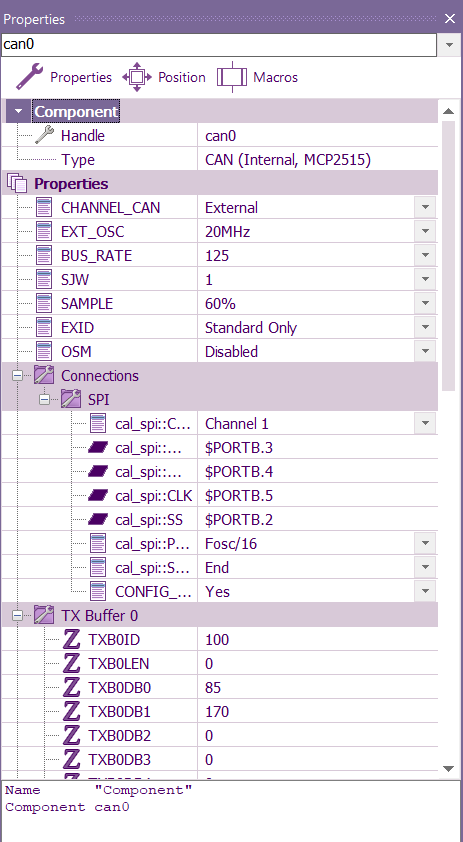 Properties
can0
Properties Position Macros
Component
Handle can0
Type CAN (Internal, MCP2515)
Properties
CHANNEL_CAN External
EXT_OSC 20MHz
BUS_RATE 125
SJW 1
SAMPLE 60%
EXID Standard Only
OSM Disabled
Connections
SPI
cal_spi::C... Channel 1
cal_spi::... $PORTB.3
cal_spi::... $PORTB.4
cal_spi::CLK $PORTB.5
cal_spi::SS $PORTB.2
cal_spi::P... Fosc/16
cal_spi::S... End
CONFIG_... Yes
TX Buffer 0
TXB0ID 100
TXB0LEN 0
TXB0DB0 85
TXB0DB1 170
TXB0DB2 0
TXB0DB3 0
Name "Component"
Component can0